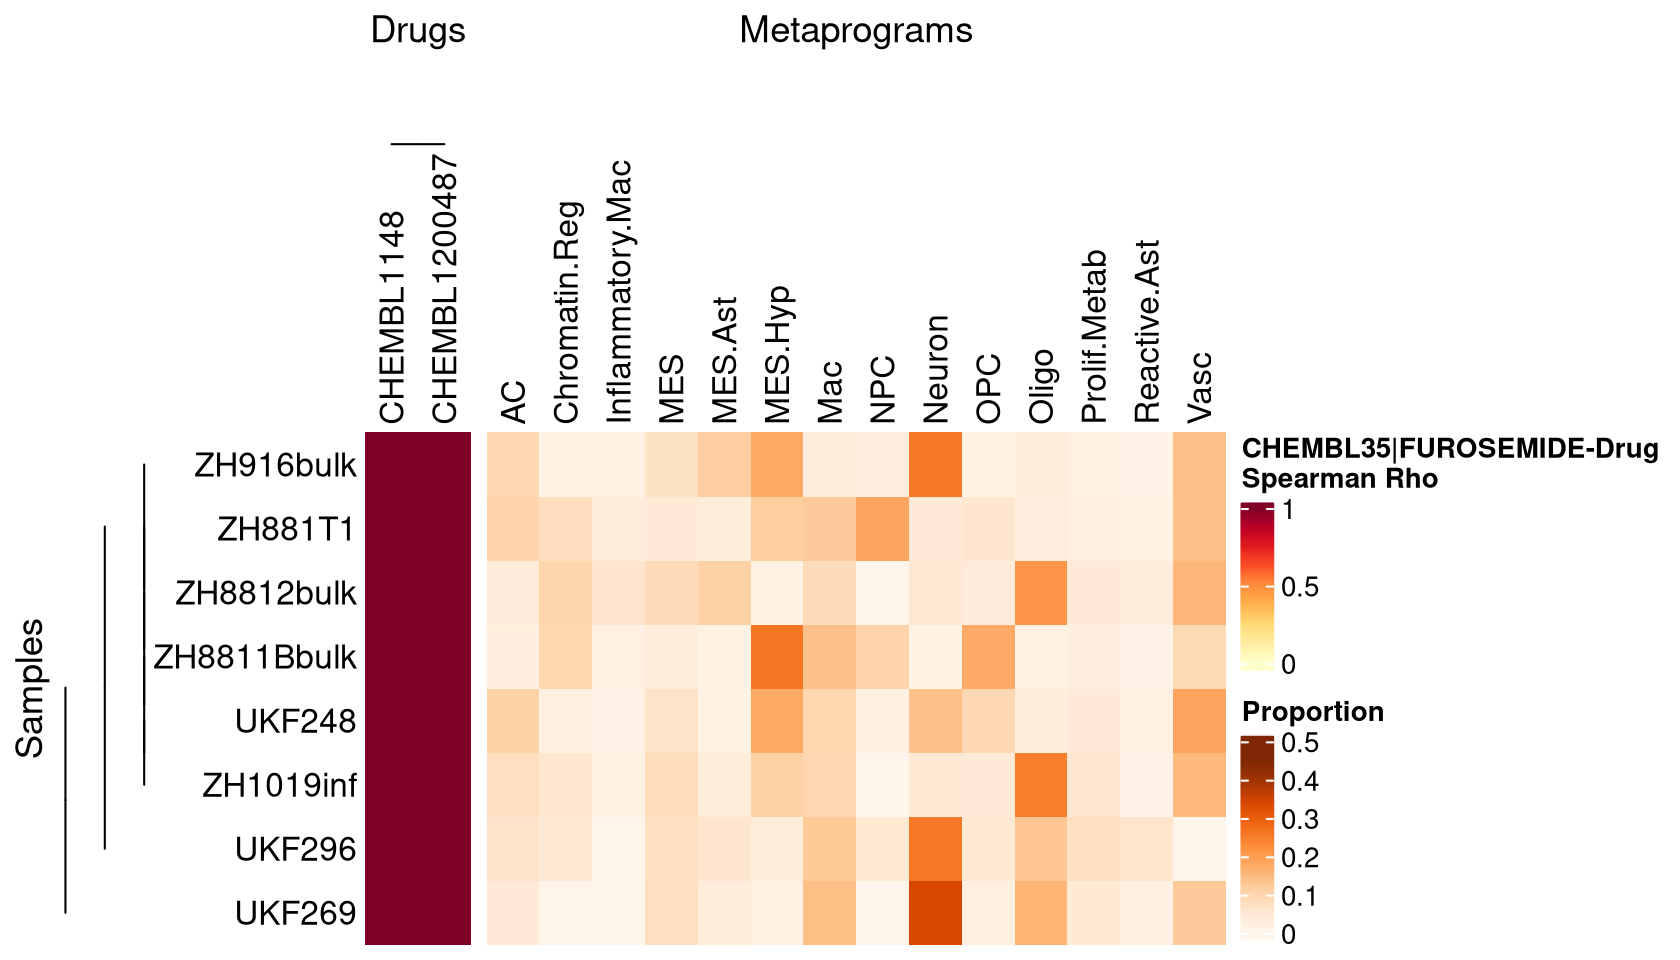 Drugs
Metaprograms
CHEMBL1148
CHEMBL1200487
AC
Chromatin.Reg
Inflammatory.Mac
MES
MES.Ast
MES.Hyp
Mac
NPC
Neuron
OPC
Oligo
Prolif.Metab
Reactive.Ast
Vasc
Samples
ZH916bulk
ZH881T1
ZH8812bulk
ZH8811Bbulk
UKF248
ZH1019inf
UKF296
UKF269
CHEMBL35|FUROSEMIDE-Drug
Spearman Rho
1
0.5
0
Proportion
0.5
0.4
0.3
0.2
0.1
0